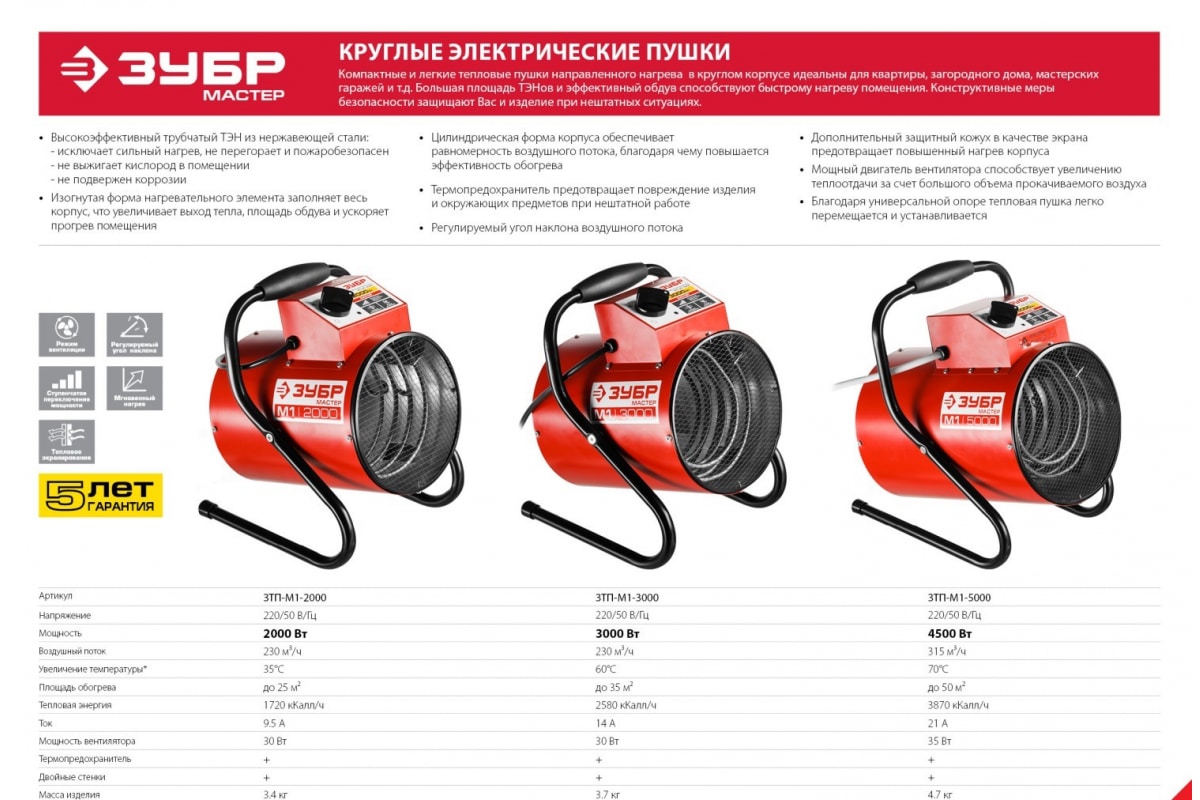 ЗУБР
МАСТЕР
КРУГЛЫЕ ЭЛЕКТРИЧЕСКИЕ ПУШКИ
Компактные и легкие тепловые пушки направленного нагрева в круглом корпусе идеальны для квартиры, загородного дома, мастерских
гаражей и т.д. Большая площадь ТЭНов и эффективный обдув способствуют быстрому нагреву помещения. Конструктивные меры
безопасности защищают Вас и изделие при нештатных ситуациях.
• Высокоэффективный трубчатый ТЭН из нержавеющей стали:
- исключает сильный нагрев, не перегорает и пожаробезопасен
- не выжигает кислород в помещении
- не подвержен коррозии
• Изогнутая форма нагревательного элемента заполняет весь
корпус, что увеличивает выход тепла, площадь обдува и ускоряет
прогрев помещения
• Цилиндрическая форма корпуса обеспечивает
равномерность воздушного потока, благодаря чему повышается
эффективность обогрева
• Термопредохранитель предотвращает повреждение изделия
и окружающих предметов при нештатной работе
• Регулируемый угол наклона воздушного потока
• Дополнительный защитный кожух в качестве экрана
предотвращает повышенный нагрев корпуса
• Мощный двигатель вентилятора способствует увеличению
теплоотдачи за счет большого объема прокачиваемого воздуха
• Благодаря универсальной опоре тепловая пушка легко
перемещается и устанавливается
Режим
вентиляции
Регулируемый
угол наклона
Ступенчатое
переключение
мощности
Мгновенный
нагрев
Тепловое
экранирование
5 ЛЕТ
ГАРАНТИЯ
ЗУБР
ЗУБР
МАСТЕР
М1 | 2000
ЗУБР
ЗУБР
МАСТЕР
М1 | 3000
ЗУБР
ЗУБР
МАСТЕР
М1 | 5000
Артикул ЗТП-М1-2000 ЗТП-М1-3000 ЗТП-М1-5000
Напряжение 220/50 В/Гц 220/50 В/Гц 220/50 В/Гц
Мощность 2000 Вт 3000 Вт 4500 Вт
Воздушный поток 230 м³/ч 230 м³/ч 315 м³/ч
Увеличение температуры* 35°С 60°С 70°С
Площадь обогрева до 25 м² до 35 м² до 50 м²
Тепловая энергия 1720 кКалл/ч 2580 кКалл/ч 3870 кКалл/ч
Ток 9.5 А 14 А 21 А
Мощность вентилятора 30 Вт 30 Вт 35 Вт
Термопредохранитель + + +
Двойные стенки + + +
Масса изделия 3.4 кг 3.7 кг 4.7 кг